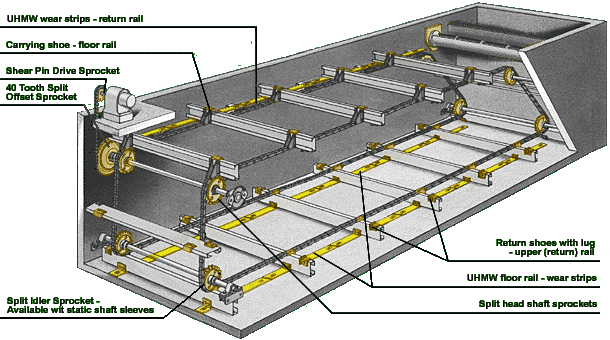 UHMW wear strips - return rail
Carrying shoe - floor rail
Shear Pin Drive Sprocket
40 Tooth Split
Offset Sprocket
Return shoes with lug
- upper (return) rail
UHMW floor rail - wear strips
Split head shaft sprockets
Split Idler Sprocket -
Available wit static shaft sleeves